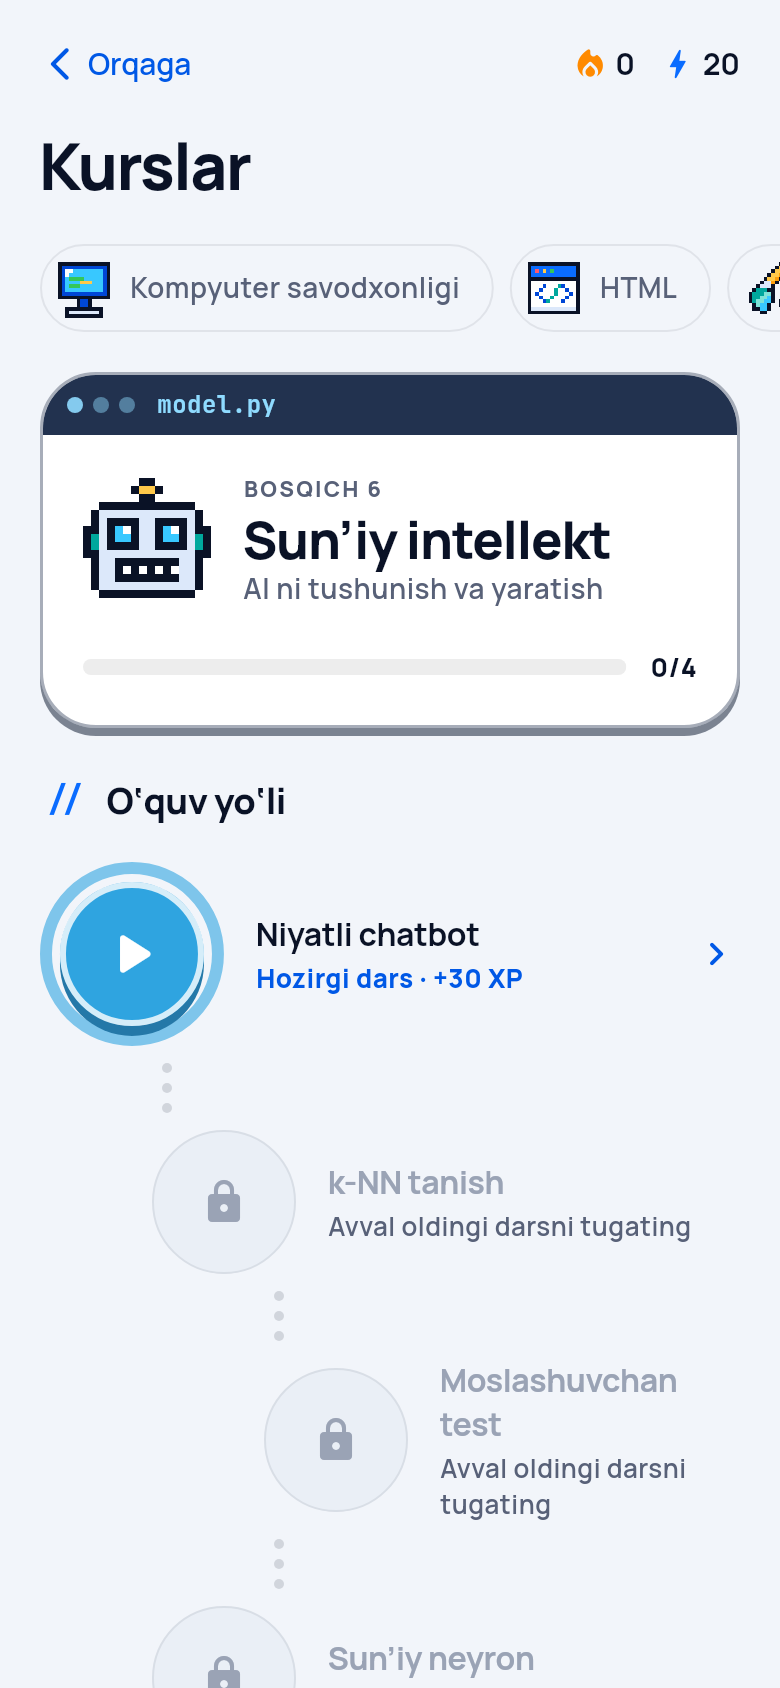 Orqaga
0
20
Kurslar
Kompyuter savodxonligi
HTML
model.py
BOSQICH 6
Sun’iy intellekt
AI ni tushunish va yaratish
0/4
// O‘quv yo‘li
Niyatli chatbot
Hozirgi dars · +30 XP
k-NN tanish
Avval oldingi darsni tugating
Moslashuvchan
test
Avval oldingi darsni
tugating
Sun’iy neyron